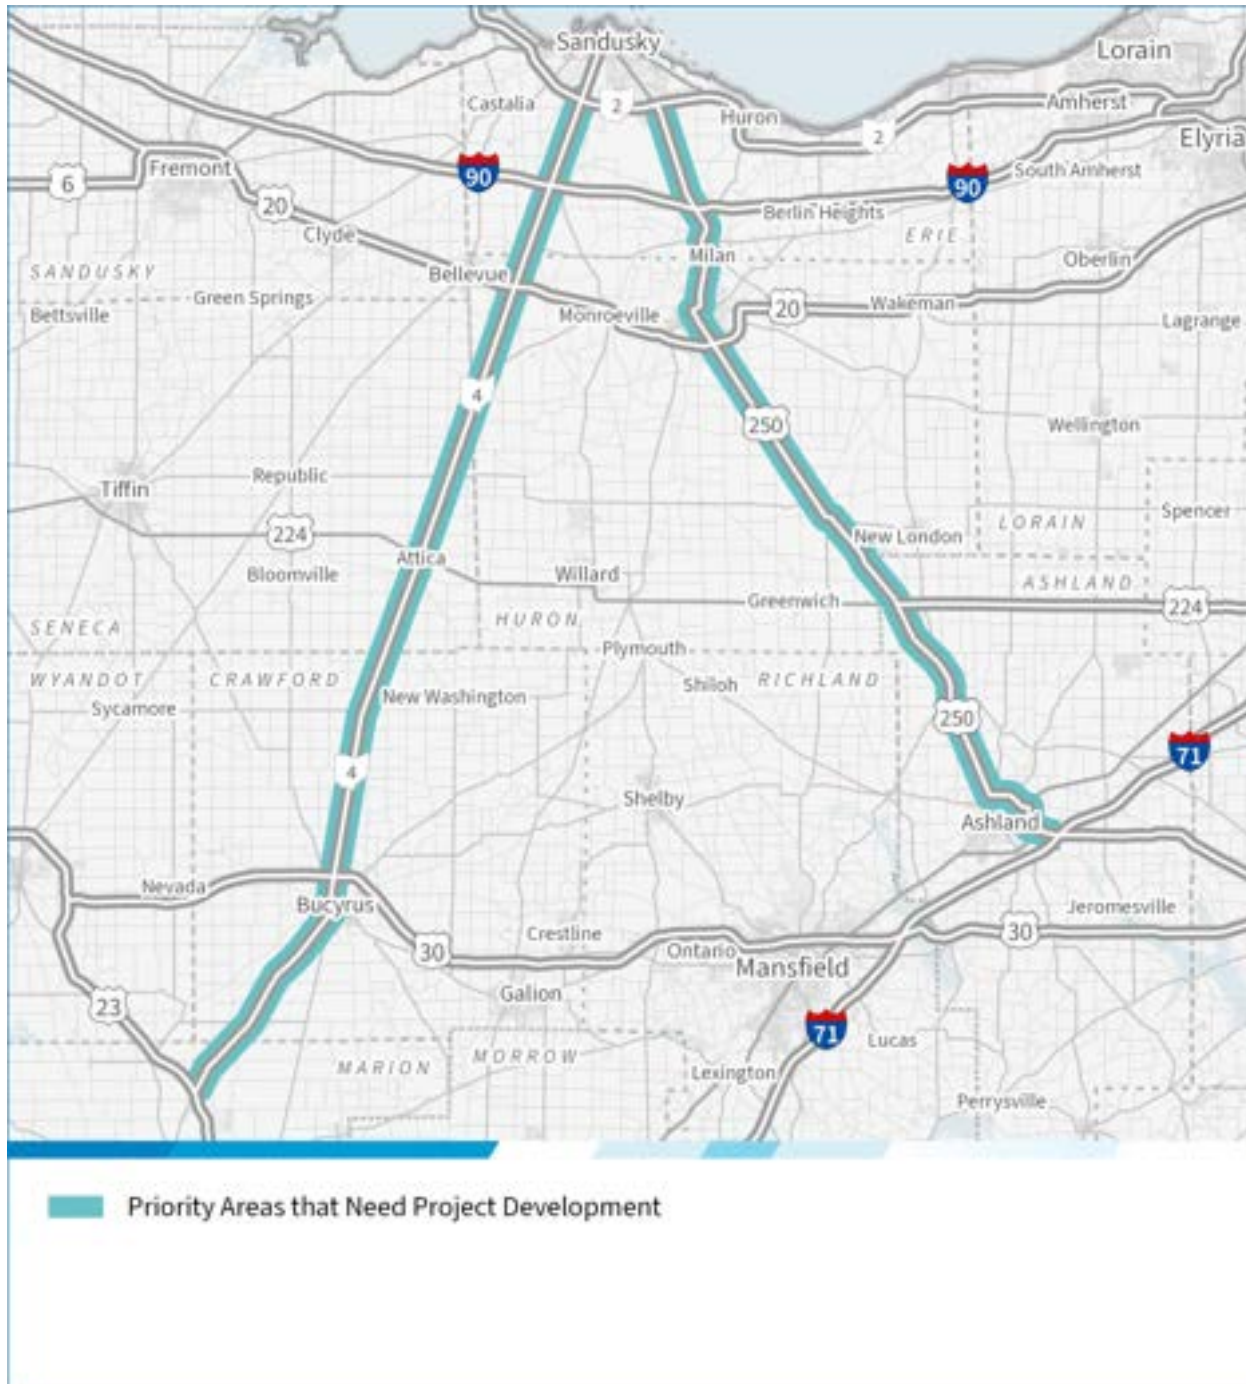 Sandusky
Lorain
Castalia
2
Huron
Amherst
2
Elyria
Fremont
90
South Amherst
90
6
20
Berlin Heights
Clyde
ERIE
Milan
Oberlin
SANDUSKY
Bellevue
Green Springs
Wakeman
20
Bettsville
Monroeville
Lagrange
4
250
Wellington
Republic
Tiffin
Spencer
LORAIN
224
New London
Attica
Bloomville
Willard
ASHLAND
Greenwich
224
HURON
SENECA
Plymouth
WYANDOT
CRAWFORD
Shiloh
RICHLAND
New Washington
Sycamore
250
71
4
Shelby
Ashland
Nevada
Bucyrus
Jeromesville
Crestline
30
30
Ontario
Mansfield
Galion
23
71
Lucas
MORROW
MARION
Lexington
Perrysville
Priority Areas that Need Project Development